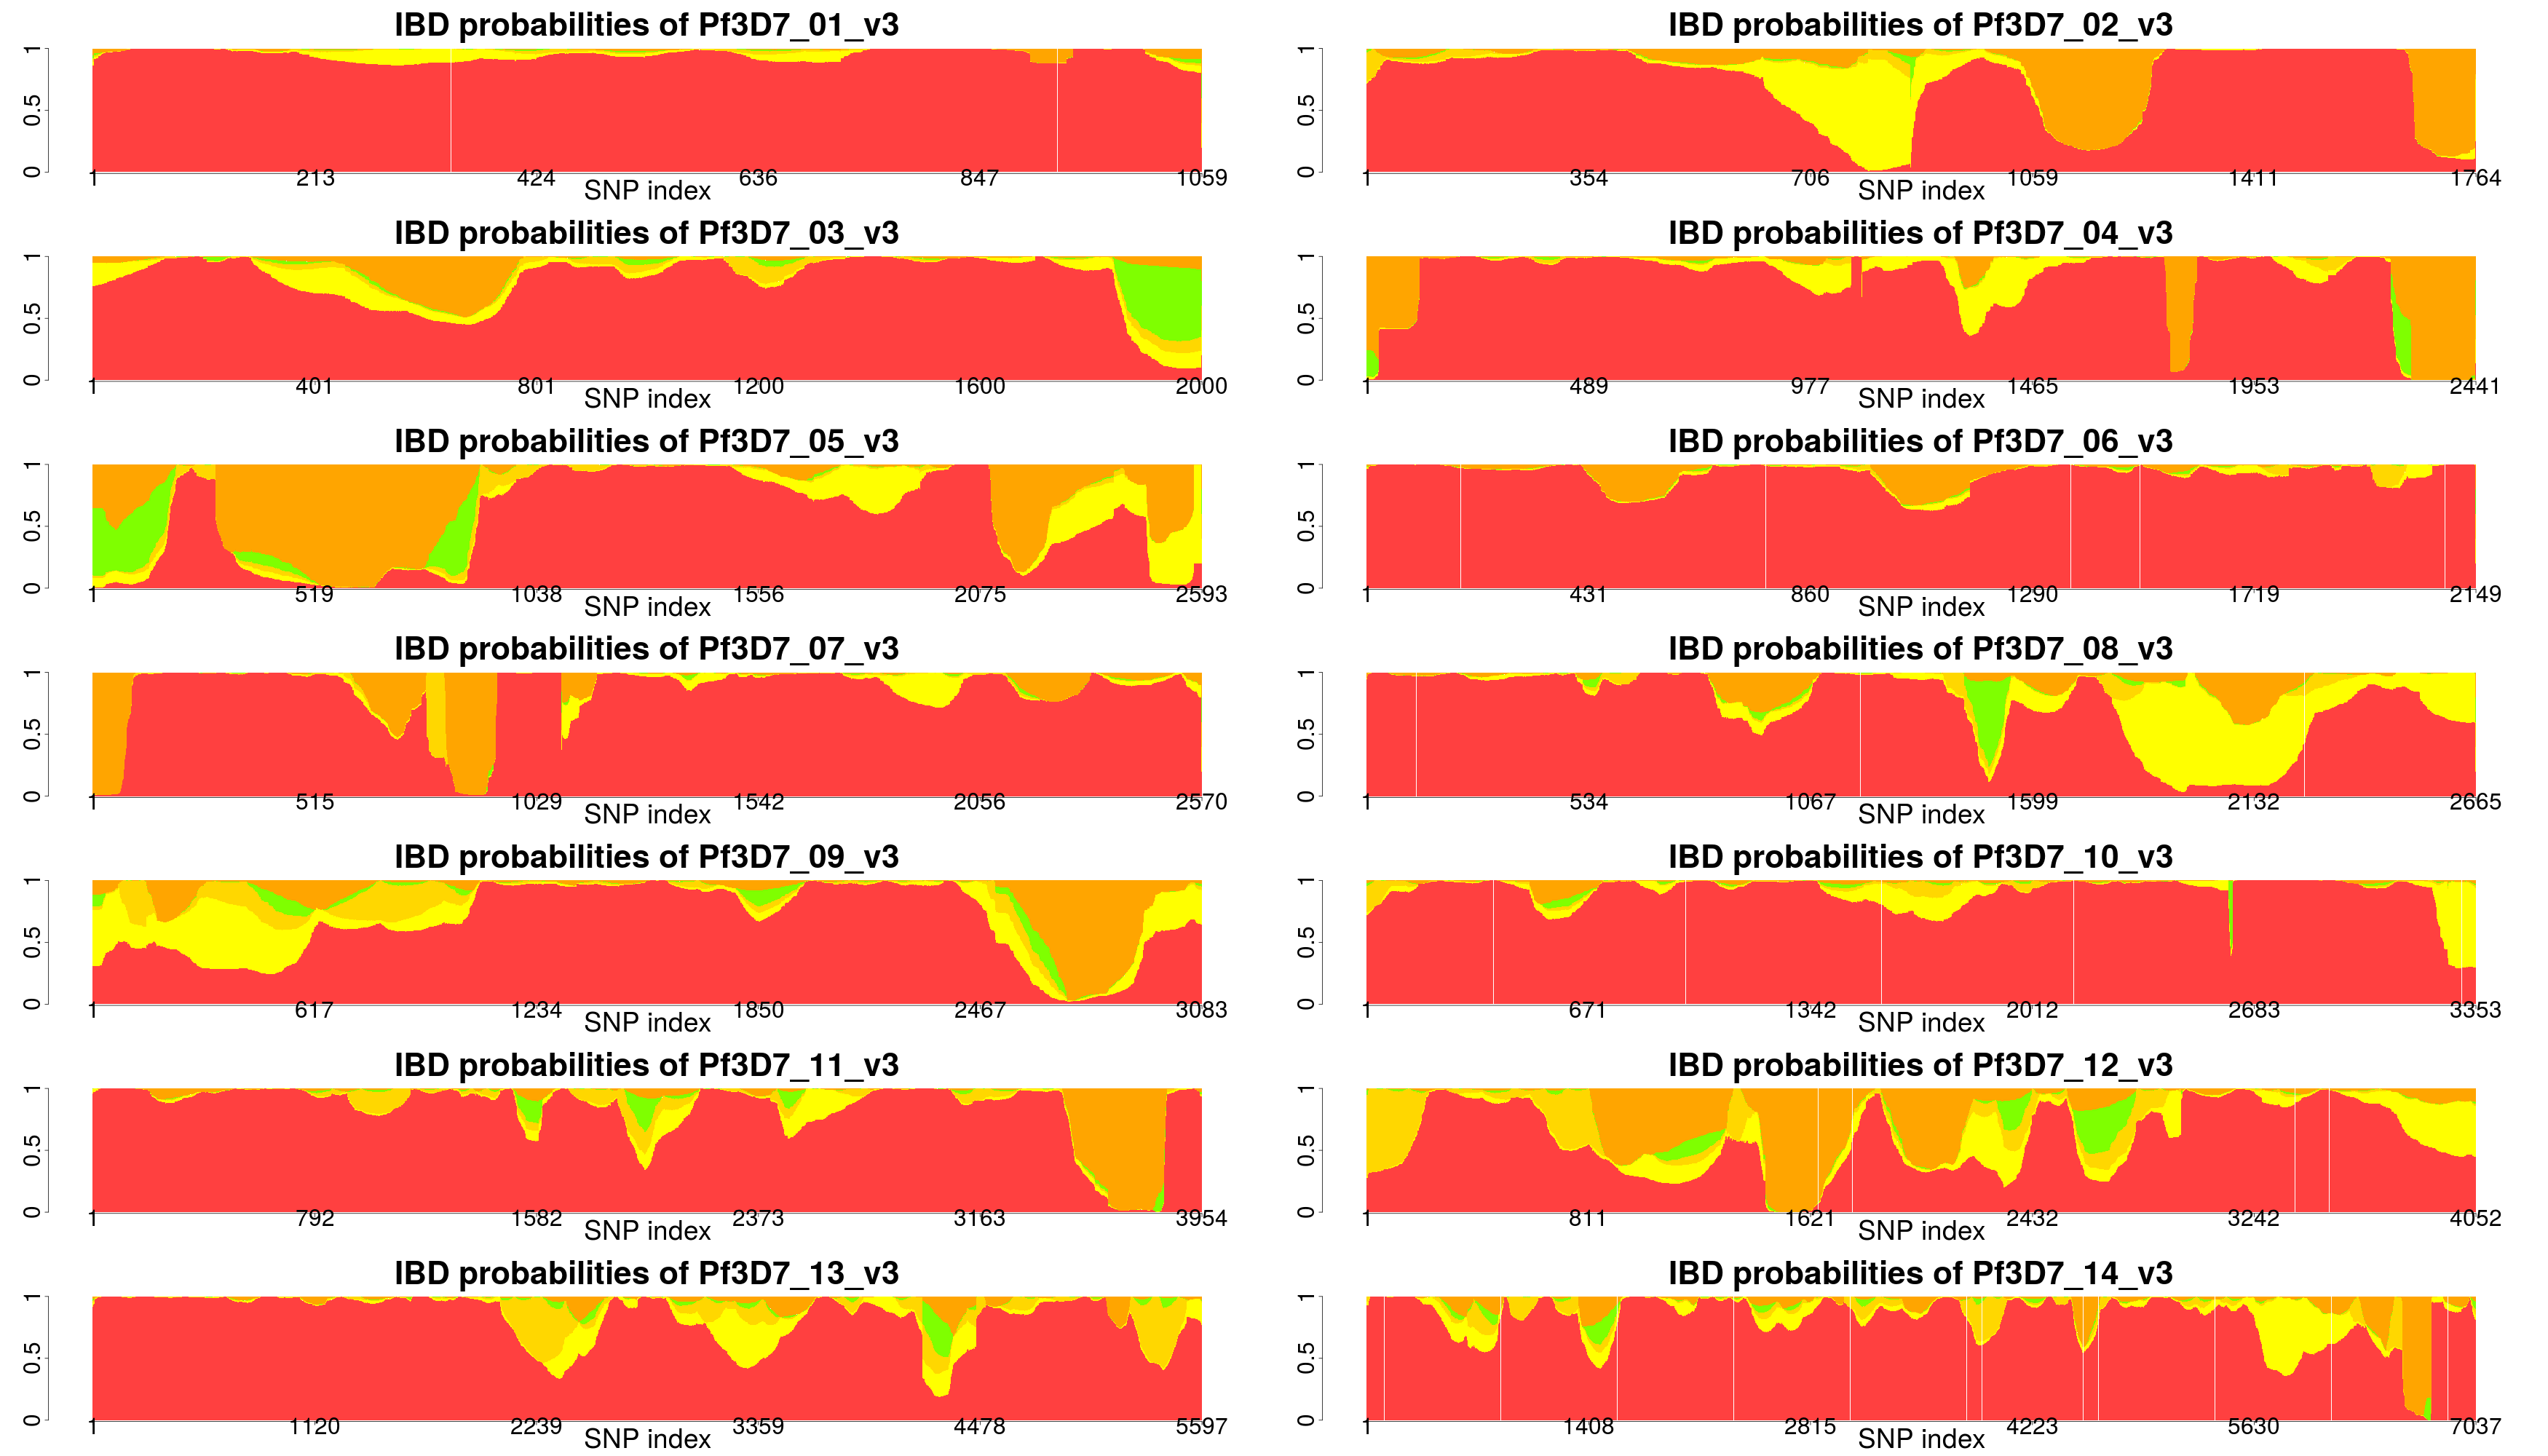 IBD probabilities of Pf3D7_01_v3
1
0.5
0
1 213 424 636 847 1059
SNP index
IBD probabilities of Pf3D7_02_v3
1
0.5
0
1 354 706 1059 1411 1764
SNP index
IBD probabilities of Pf3D7_03_v3
1
0.5
0
1 401 801 1200 1600 2000
SNP index
IBD probabilities of Pf3D7_04_v3
1
0.5
0
1 489 977 1465 1953 2441
SNP index
IBD probabilities of Pf3D7_05_v3
1
0.5
0
1 519 1038 1556 2075 2593
SNP index
IBD probabilities of Pf3D7_06_v3
1
0.5
0
1 431 860 1290 1719 2149
SNP index
IBD probabilities of Pf3D7_07_v3
1
0.5
0
1 515 1029 1542 2056 2570
SNP index
IBD probabilities of Pf3D7_08_v3
1
0.5
0
1 534 1067 1599 2132 2665
SNP index
IBD probabilities of Pf3D7_09_v3
1
0.5
0
1 617 1234 1850 2467 3083
SNP index
IBD probabilities of Pf3D7_10_v3
1
0.5
0
1 671 1342 2012 2683 3353
SNP index
IBD probabilities of Pf3D7_11_v3
1
0.5
0
1 792 1582 2373 3163 3954
SNP index
IBD probabilities of Pf3D7_12_v3
1
0.5
0
1 811 1621 2432 3242 4052
SNP index
IBD probabilities of Pf3D7_13_v3
1
0.5
0
1 1120 2239 3359 4478 5597
SNP index
IBD probabilities of Pf3D7_14_v3
1
0.5
0
1 1408 2815 4223 5630 7037
SNP index